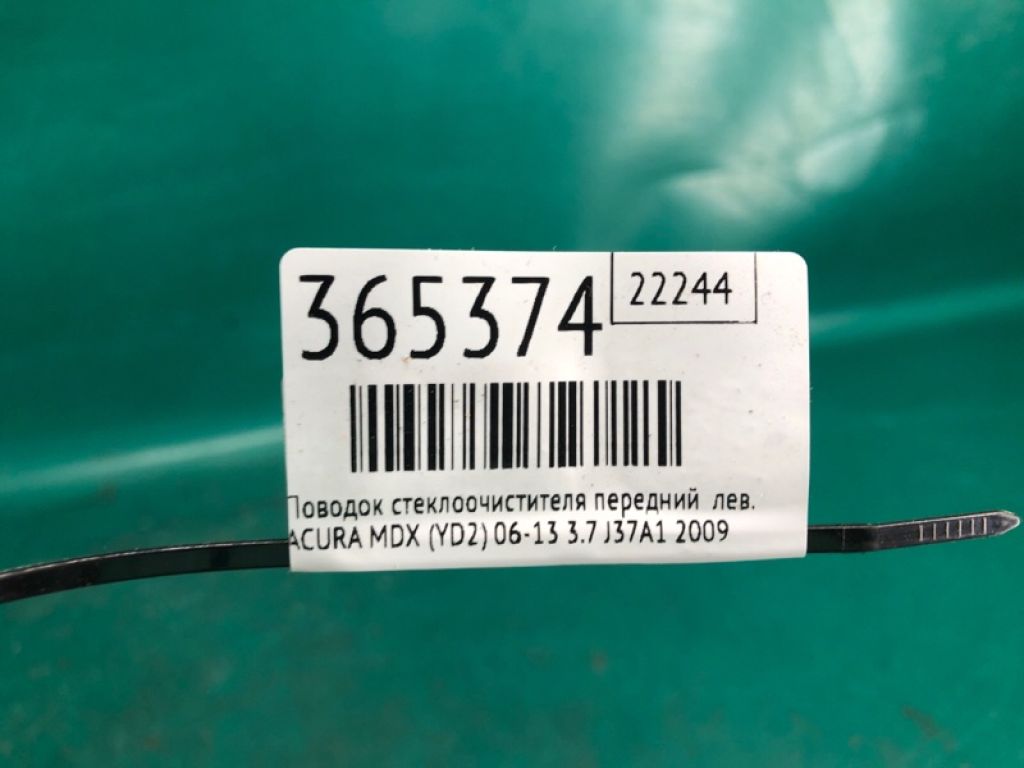 365374
22244
Поводок стеклоочистителя передний лев.
ACURA MDX (YD2) 06-13 3.7 J37A1 2009